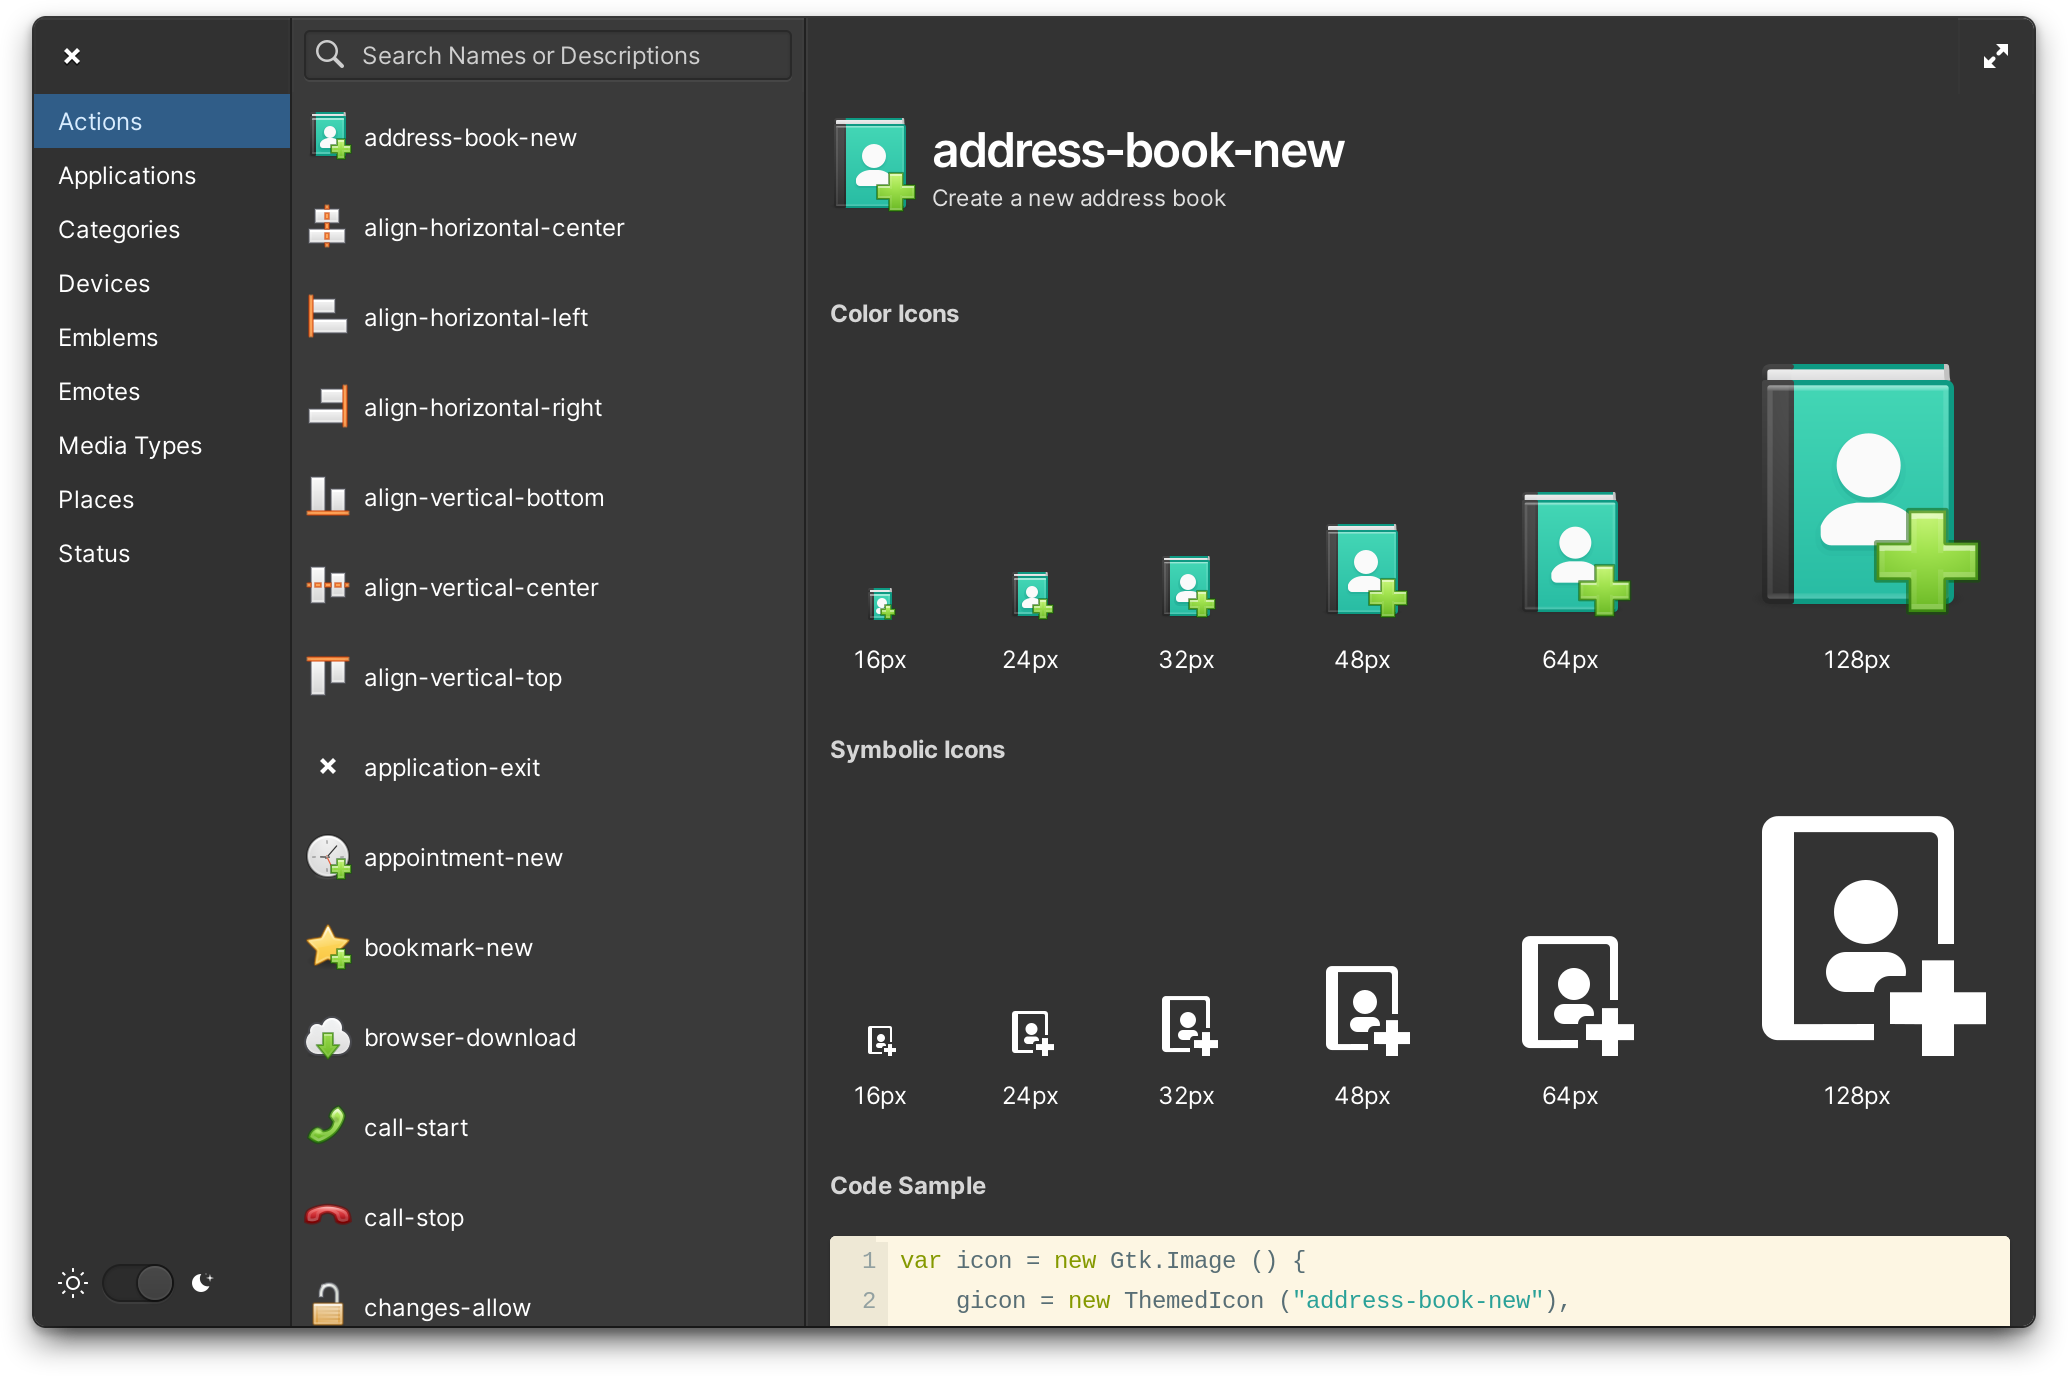 Actions
Applications
Categories
Devices
Emblems
Emotes
Media Types
Places
Status
Search Names or Descriptions
address-book-new
align-horizontal-center
align-horizontal-left
align-horizontal-right
align-vertical-bottom
align-vertical-center
align-vertical-top
application-exit
appointment-new
bookmark-new
browser-download
call-start
call-stop
changes-allow
address-book-new
Create a new address book
Color Icons
16px 24px 32px 48px 64px 128px
Symbolic Icons
16px 24px 32px 48px 64px 128px
Code Sample
1 var icon = new Gtk.Image () {
2     gicon = new ThemedIcon ("address-book-new"),